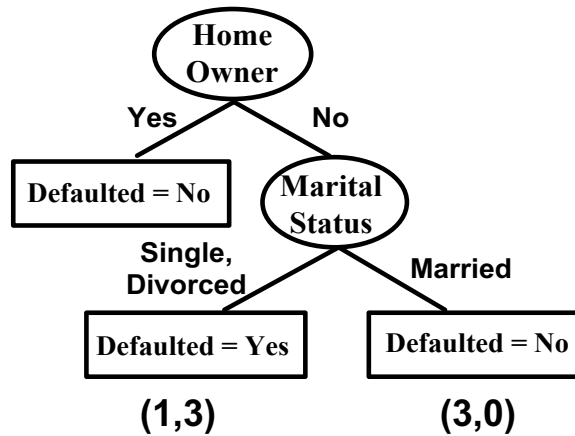 Home
Owner
Yes
No
Defaulted = No
Marital
Status
Single,
Divorced
Married
Defaulted = Yes
Defaulted = No
(1,3)
(3,0)